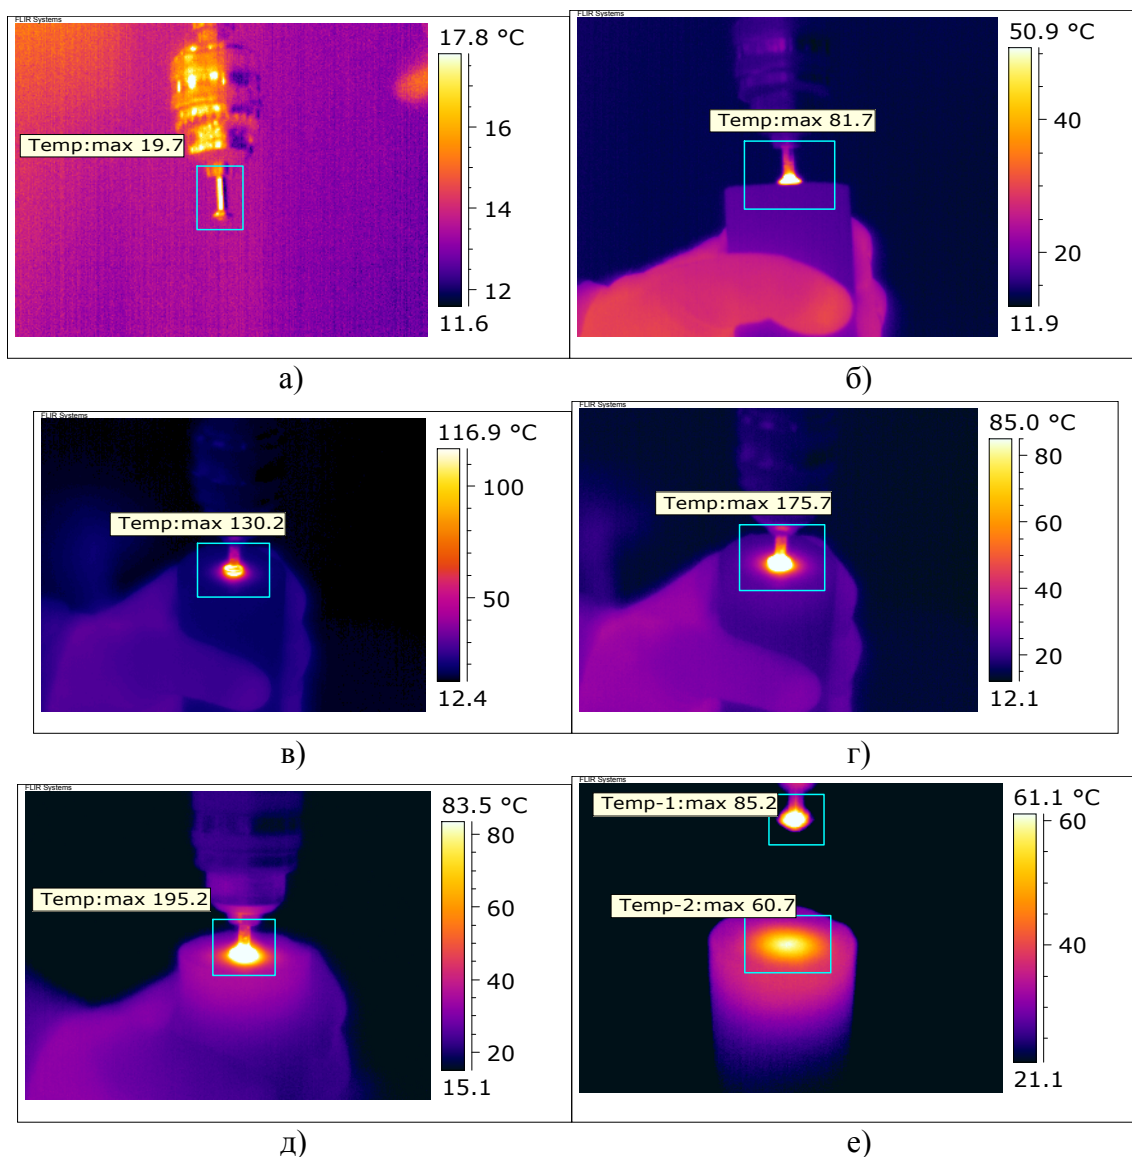 FLIR Systems
17.8 °C
Temp:max 19.7
16
14
12
11.6
а)
50.9 °C
Temp:max 81.7
40
20
11.9
б)
FLIR Systems
116.9 °C
Temp:max 130.2
100
50
12.4
в)
FLIR Systems
85.0 °C
80
Temp:max 175.7
60
40
20
12.1
г)
FLIR Systems
83.5 °C
80
Temp:max 195.2
60
40
20
15.1
д)
FLIR Systems
61.1 °C
Temp-1:max 85.2
60
Temp-2:max 60.7
40
21.1
е)